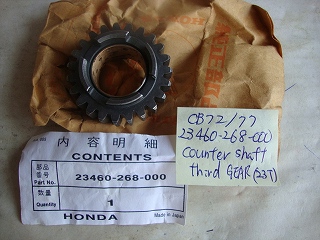 CB72/77
23460-268-000
counter shaft
third GEAR (23T)
内容明細
CONTENTS
部品
番号
Part No.
23460-268-000
数量
Quantity
1
HONDA
Made in Japan